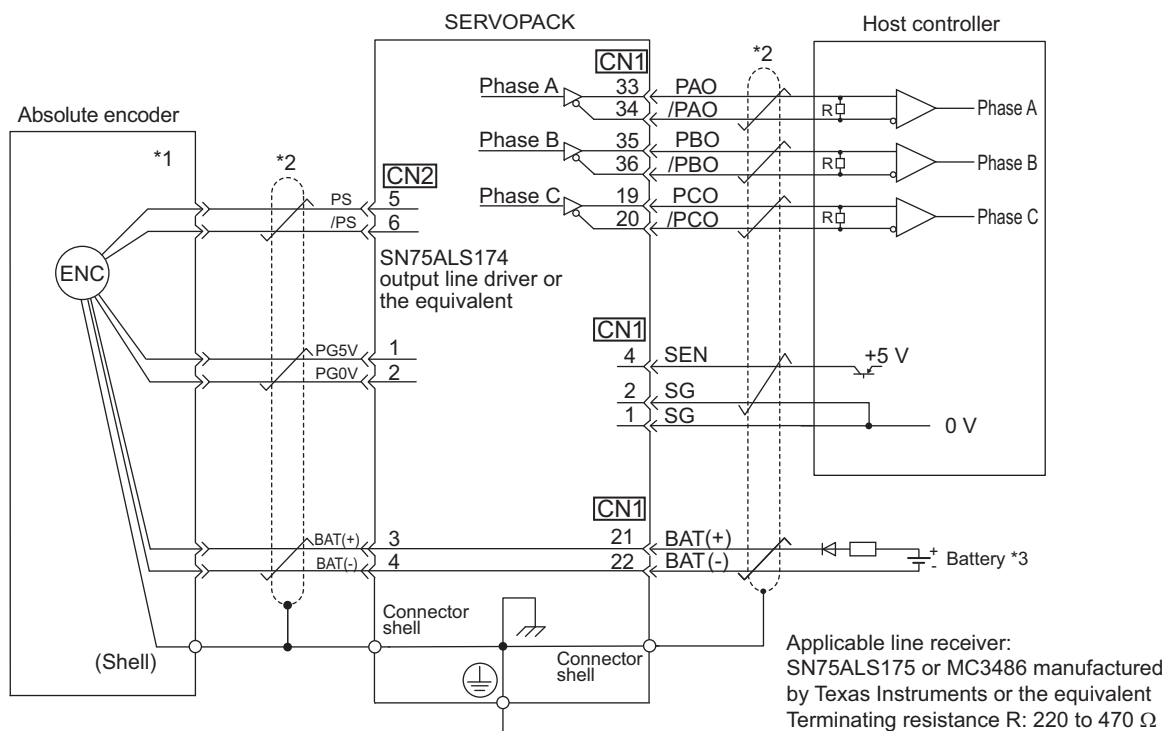 SERVOPACK
Host controller
Absolute encoder
*1
*2
*2
ENC
PS
/PS
PG5V
PG0V
BAT(+)
BAT(-)
(Shell)
CN2
5
6
SN75ALS174
output line driver or
the equivalent
1
2
3
4
Connector
shell
Connector
shell
CN1
Phase A
33 PAO
34 /PAO
R
Phase A
Phase B
35 PBO
36 /PBO
R
Phase B
Phase C
19 PCO
20 /PCO
R
Phase C
CN1
4 SEN
+5 V
2 SG
1 SG
0 V
CN1
21 BAT(+)
22 BAT (-)
+
-
Battery *3
Applicable line receiver:
SN75ALS175 or MC3486 manufactured
by Texas Instruments or the equivalent
Terminating resistance R: 220 to 470 Ω